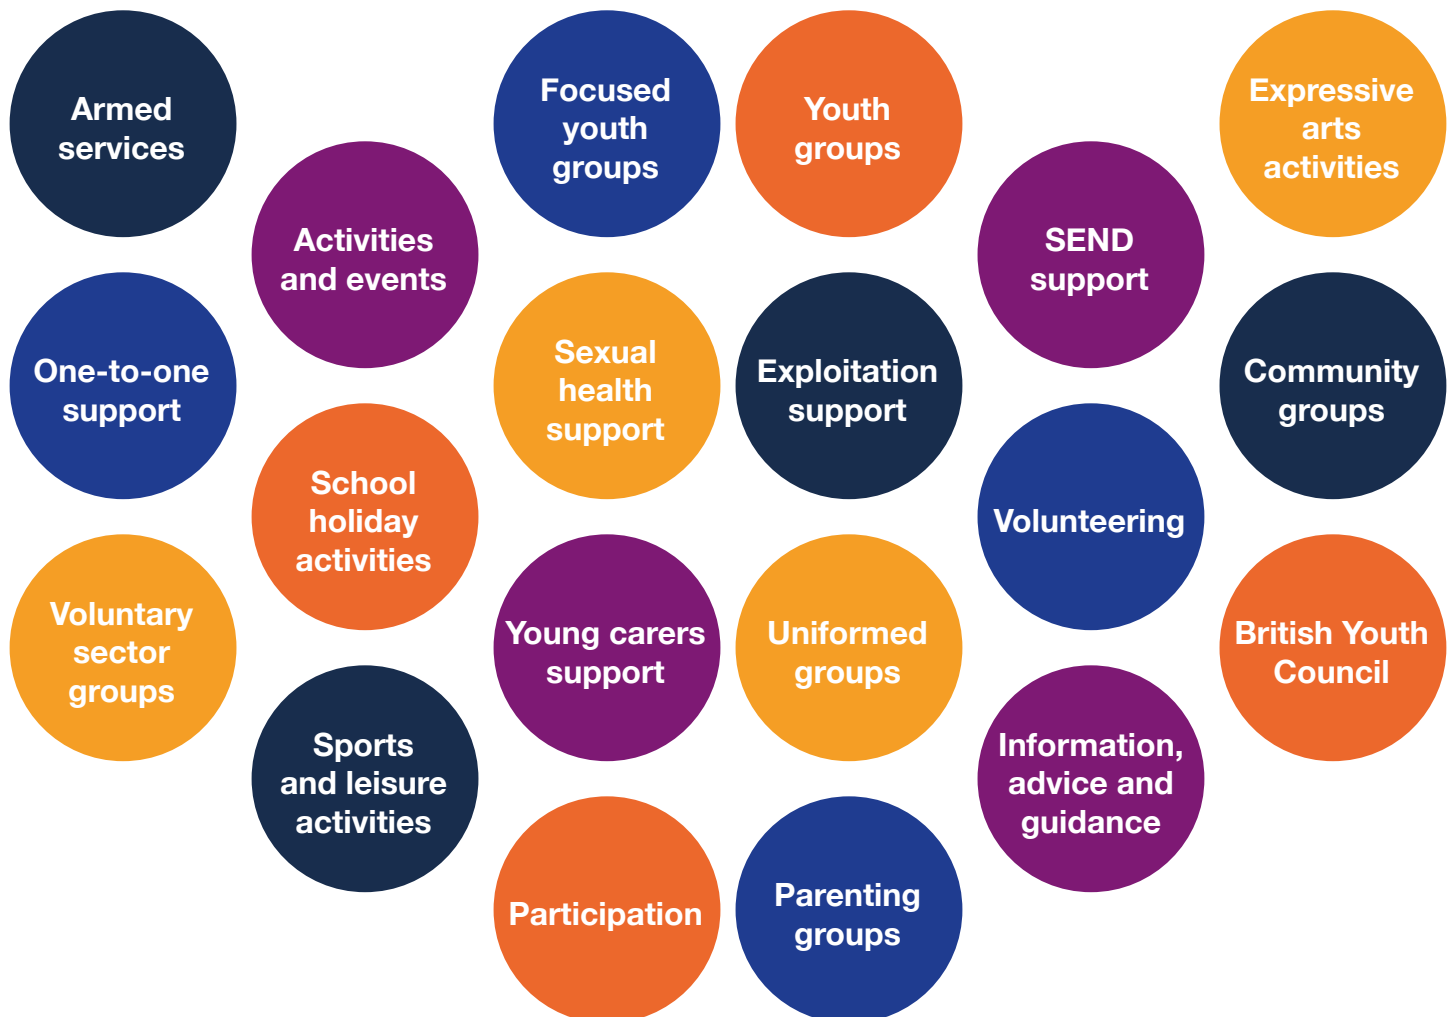 Armed
services
Focused
youth
groups
Youth
groups
Expressive
arts
activities
Activities
and events
SEND
support
One-to-one
support
Sexual
health
support
Exploitation
support
Community
groups
School
holiday
activities
Volunteering
Voluntary
sector
groups
Young carers
support
Uniformed
groups
British Youth
Council
Sports
and leisure
activities
Information,
advice and
guidance
Participation
Parenting
groups